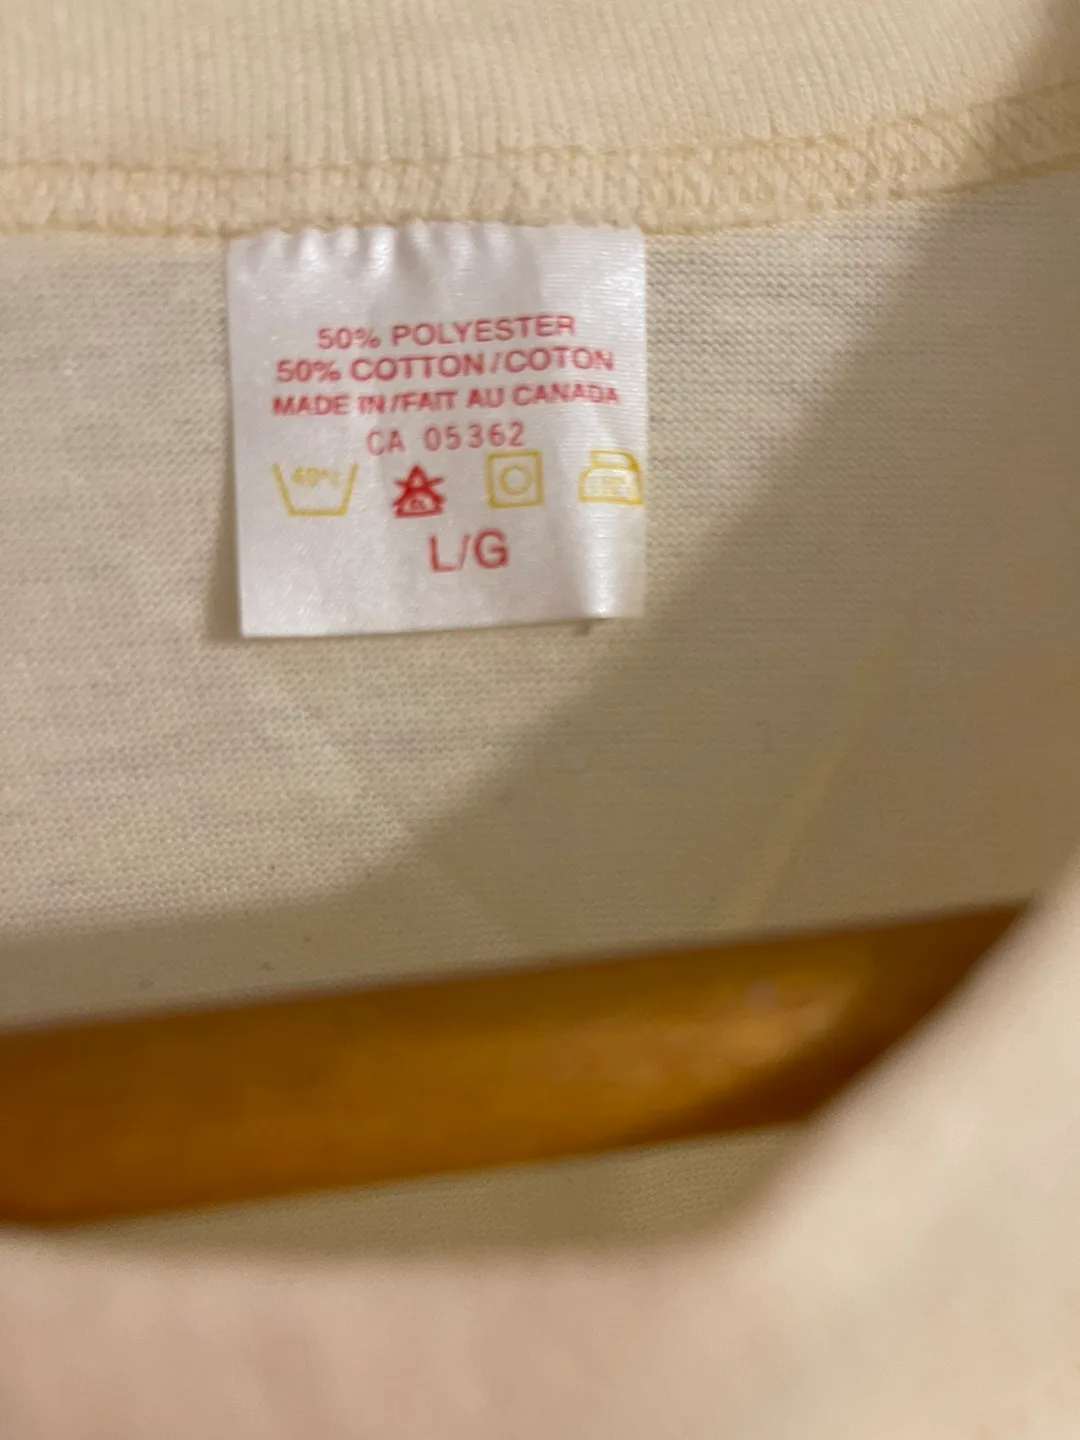 50% POLYESTER
50% COTTON/COTON
MADE IN/FAIT AU CANADA
CA 05362
L/G